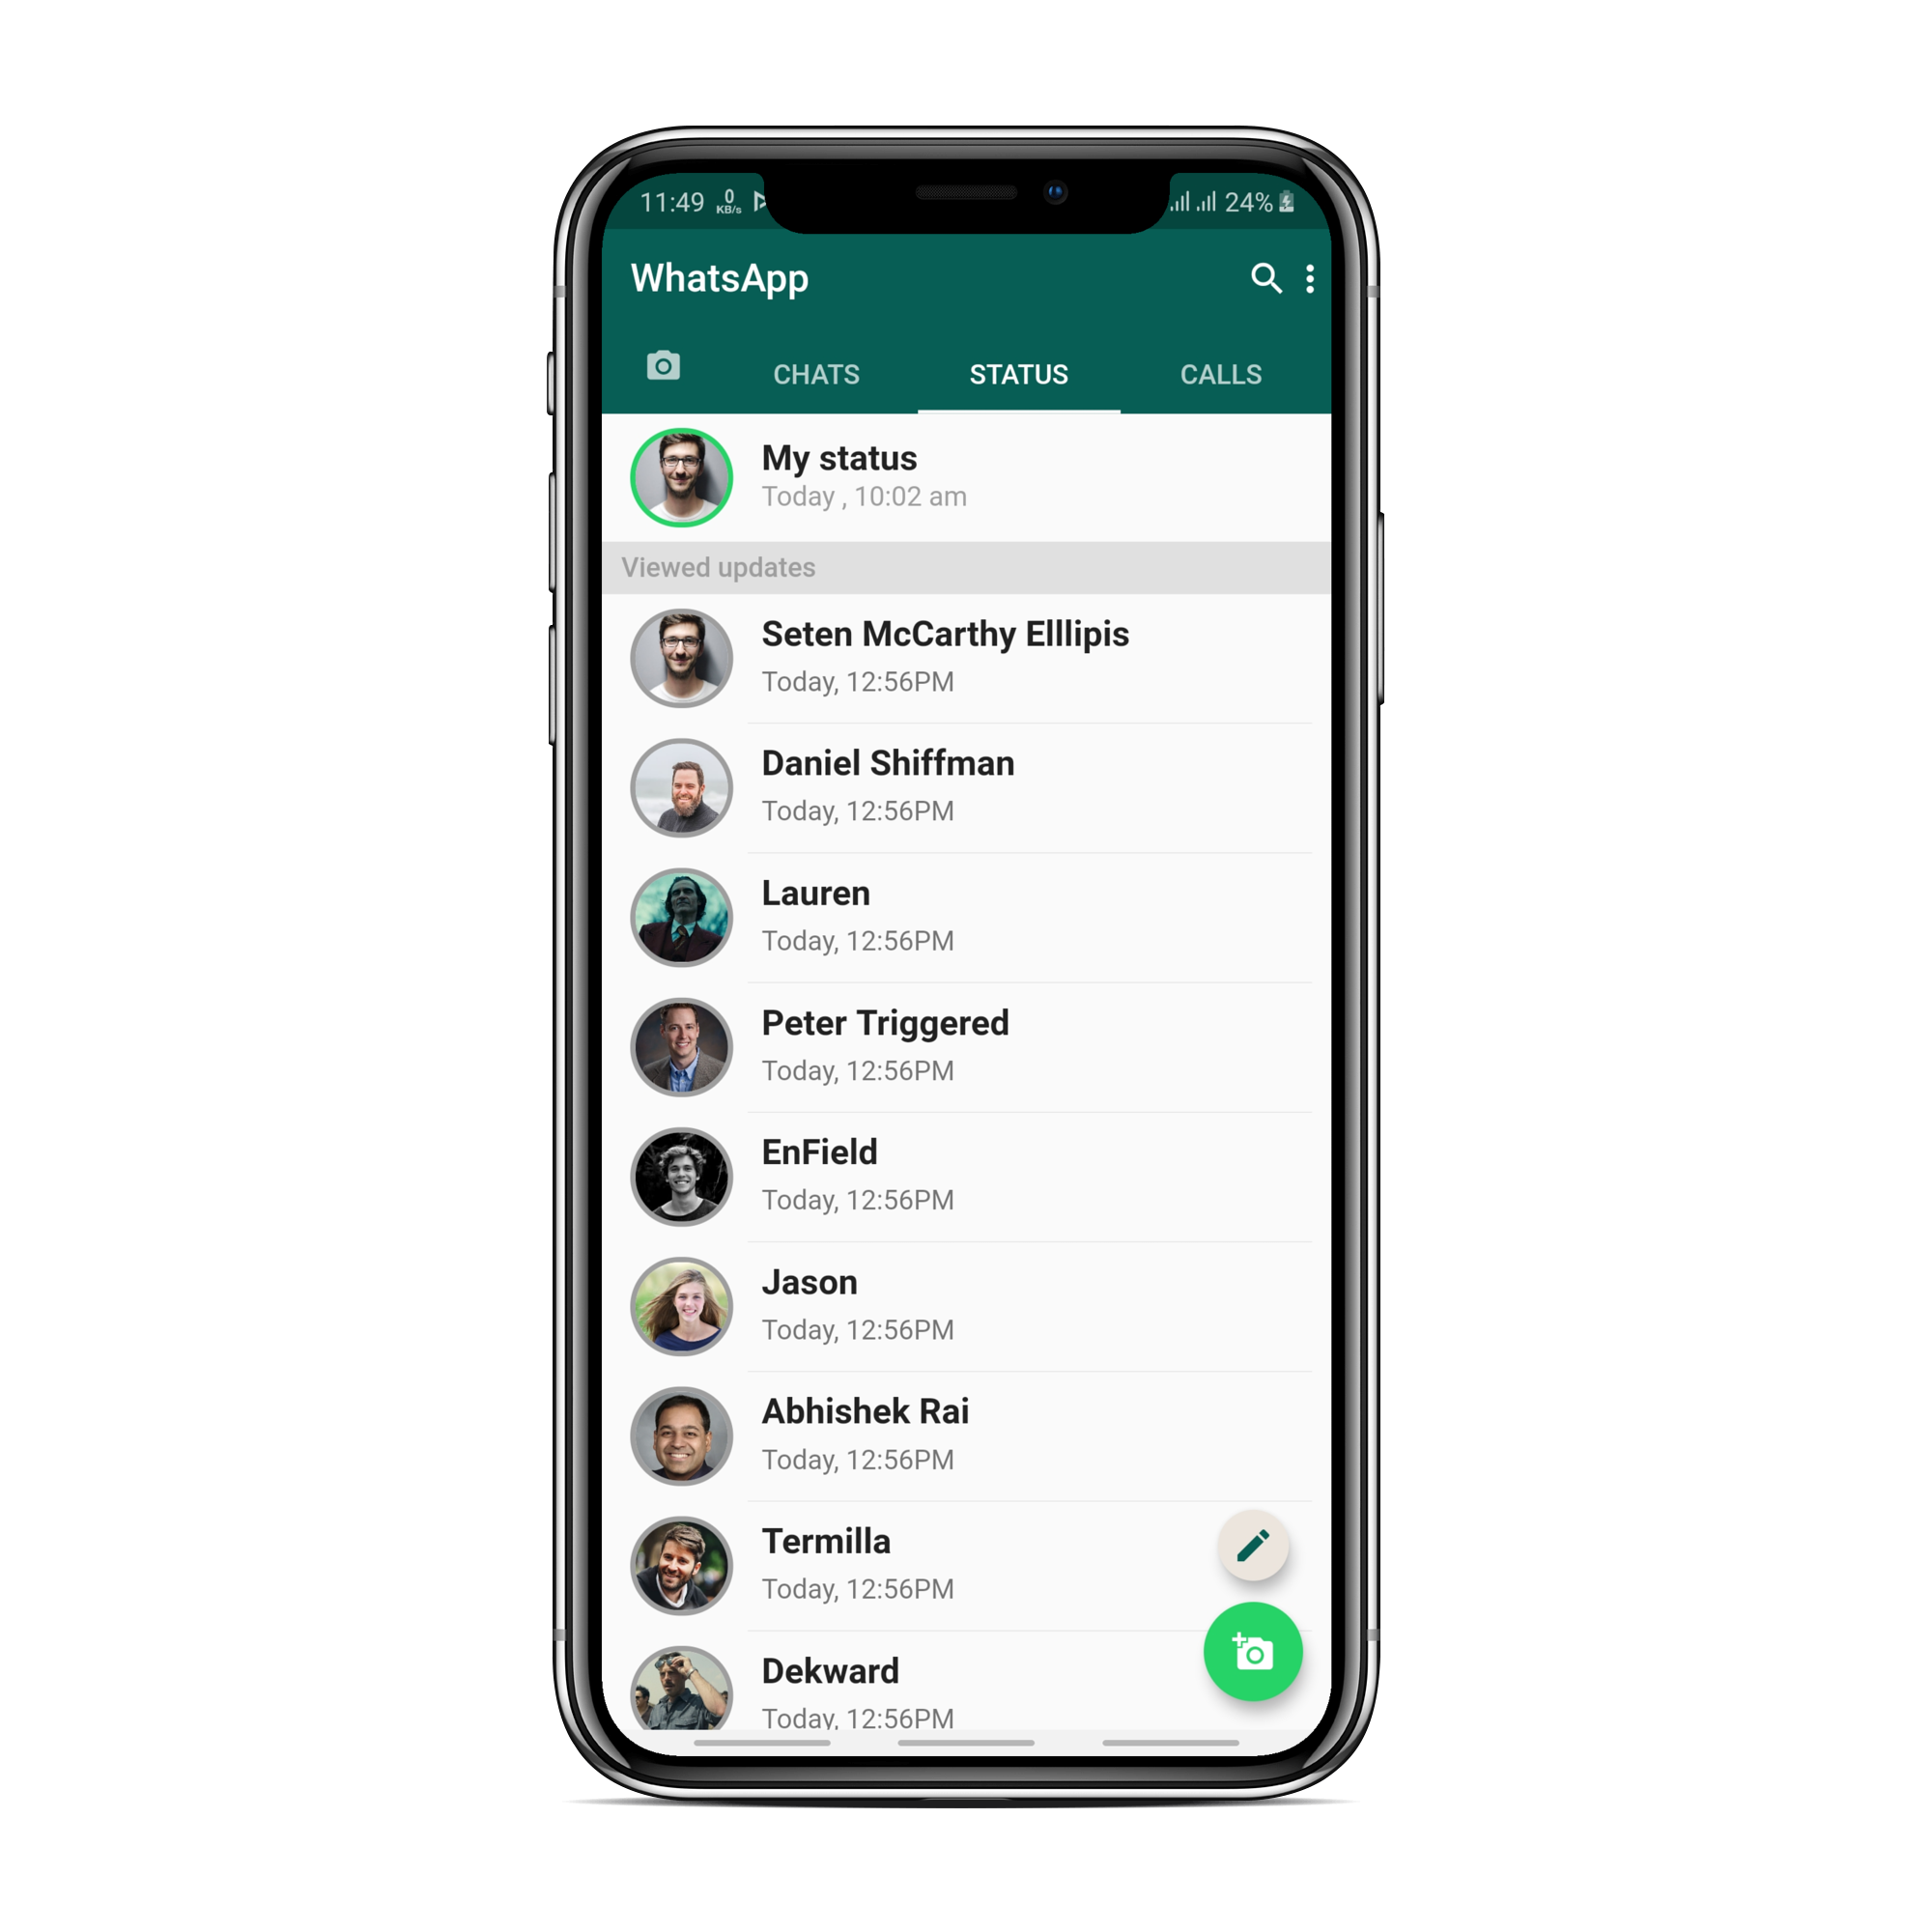 11:49 0 KB/s 24%
WhatsApp
CHATS STATUS CALLS
My status
Today , 10:02 am
Viewed updates
Seten McCarthy Elllipis
Today, 12:56PM
Daniel Shiffman
Today, 12:56PM
Lauren
Today, 12:56PM
Peter Triggered
Today, 12:56PM
EnField
Today, 12:56PM
Jason
Today, 12:56PM
Abhishek Rai
Today, 12:56PM
Termilla
Today, 12:56PM
Dekward
Today, 12:56PM